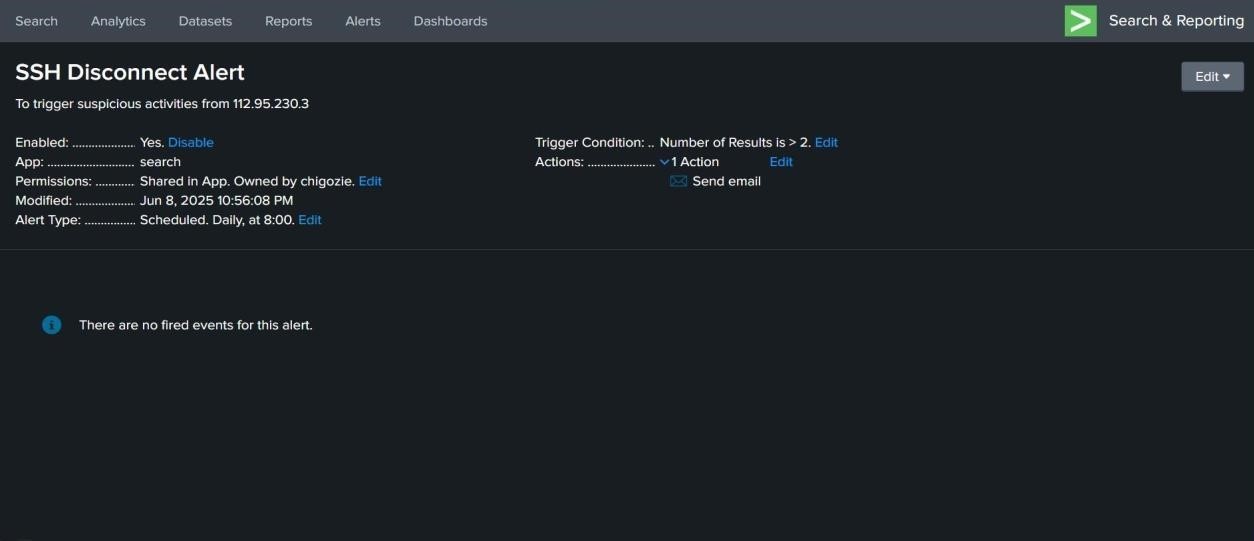 Search Analytics Datasets Reports Alerts Dashboards Search & Reporting
SSH Disconnect Alert
Edit
To trigger suspicious activities from 112.95.230.3
Enabled: ................... Yes. Disable
App: .......................... search
Permissions: ............ Shared in App. Owned by chigozie. Edit
Modified: .................. Jun 8, 2025 10:56:08 PM
Alert Type: ............... Scheduled. Daily, at 8:00. Edit
Trigger Condition: .. Number of Results is > 2. Edit
Actions: .................... 1 Action Edit
Send email
There are no fired events for this alert.